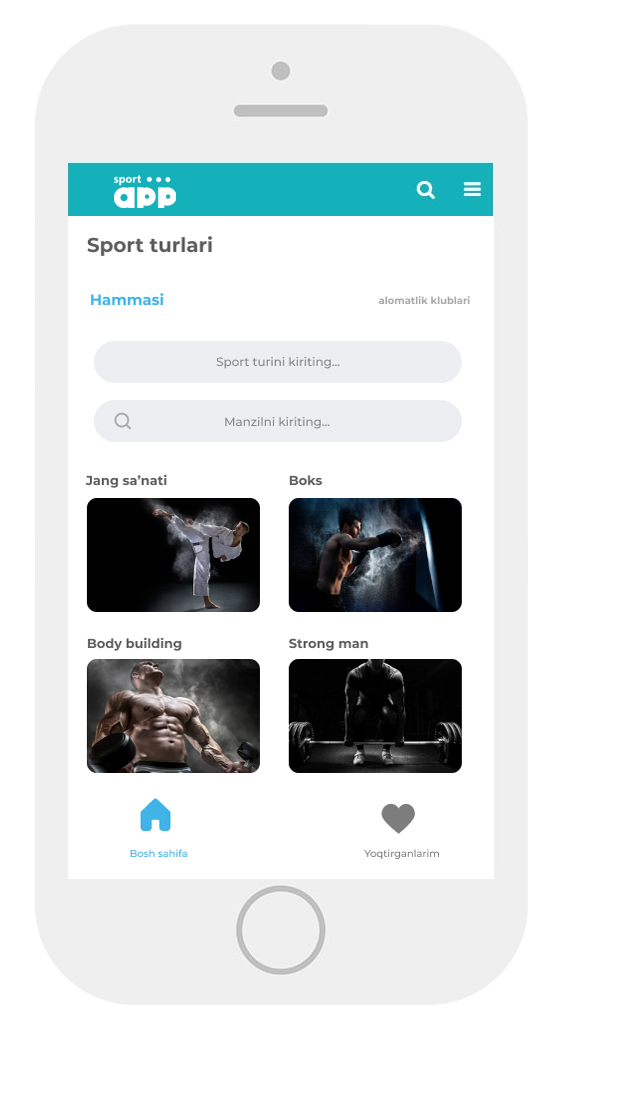 sport
app
Sport turlari
Hammasi
alomatlik klublari
Sport turini kiriting...
Manzilni kiriting...
Jang sa’nati
Boks
Body building
Strong man
Bosh sahifa
Yoqtirganlarim